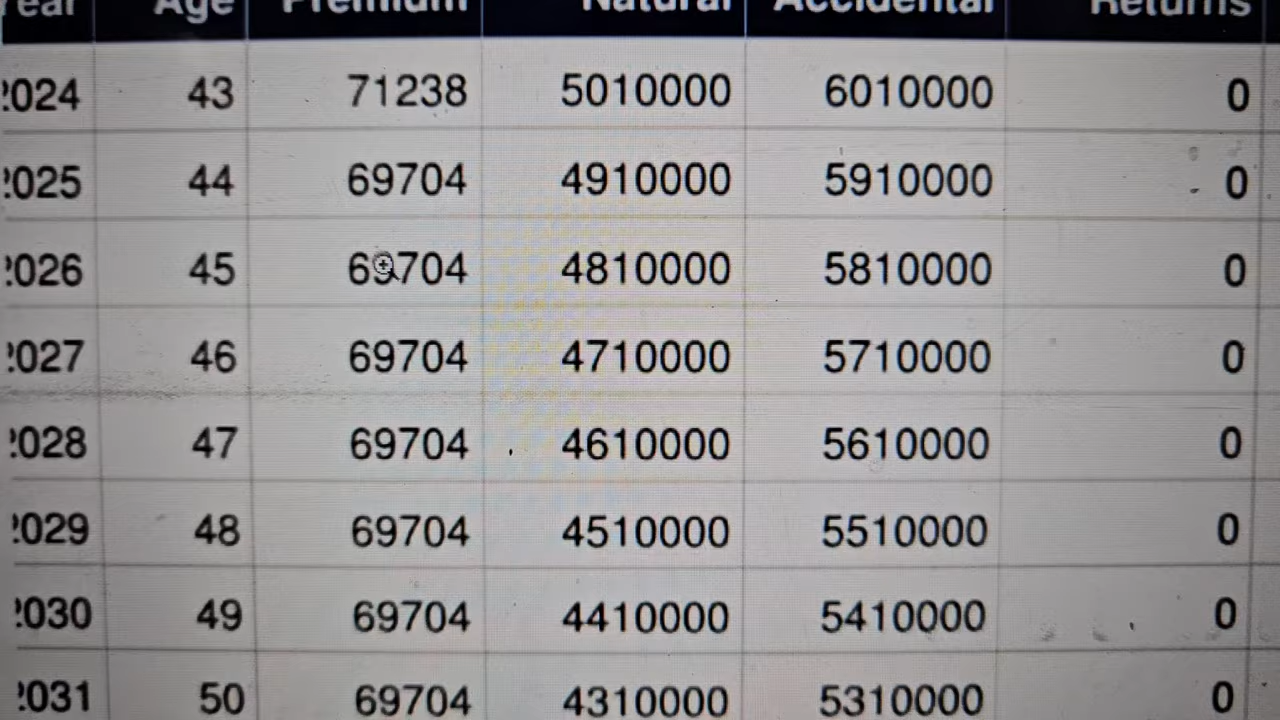 Year Age Premium Natural Accidental Returns
2024 43 71238 5010000 6010000 0
2025 44 69704 4910000 5910000 0
2026 45 69704 4810000 5810000 0
2027 46 69704 4710000 5710000 0
2028 47 69704 4610000 5610000 0
2029 48 69704 4510000 5510000 0
2030 49 69704 4410000 5410000 0
2031 50 69704 4310000 5310000 0